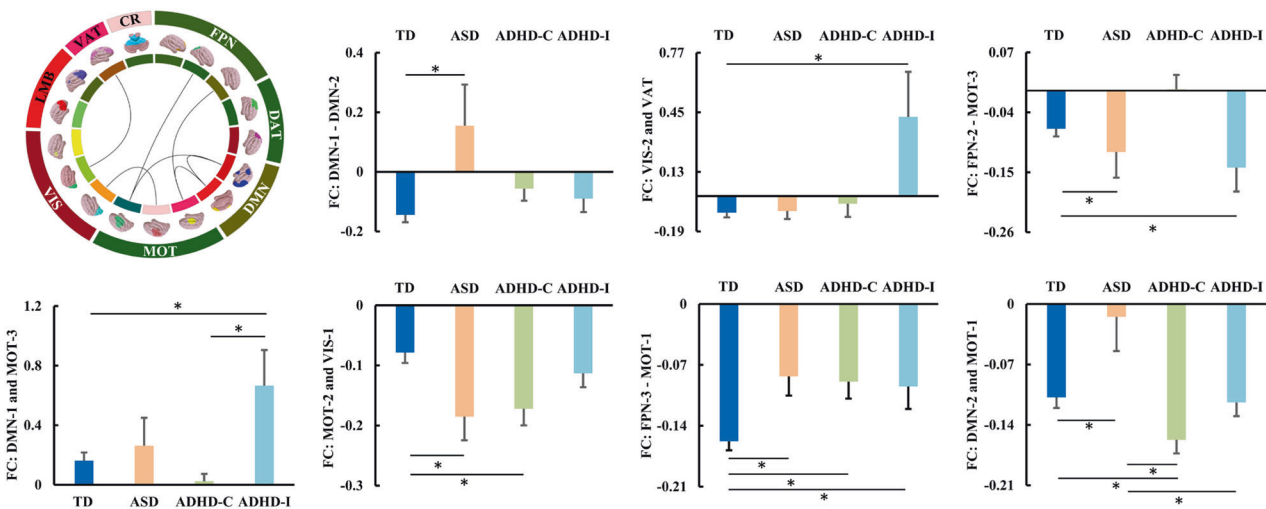 CR
FPN
VAT
LMB
DAT
VIS
DMN
MOT
TD ASD ADHD-C ADHD-I
FC: DMN-1 - DMN-2
0.4
0.2
0
-0.2
*
TD ASD ADHD-C ADHD-I
FC: VIS-2 and VAT
0.77
0.45
0.13
-0.19
*
TD ASD ADHD-C ADHD-I
FC: FPN-2 - MOT-3
0.07
-0.04
-0.15
-0.26
*
*
FC: DMN-1 and MOT-3
1.2
0.8
0.4
0
*
*
TD ASD ADHD-C ADHD-I
TD ASD ADHD-C ADHD-I
FC: MOT-2 and VIS-1
0
-0.1
-0.2
-0.3
*
*
TD ASD ADHD-C ADHD-I
FC: FPN-3 - MOT-1
0
-0.07
-0.14
-0.21
*
*
*
TD ASD ADHD-C ADHD-I
FC: DMN-2 and MOT-1
0
-0.07
-0.14
-0.21
*
*
*
*